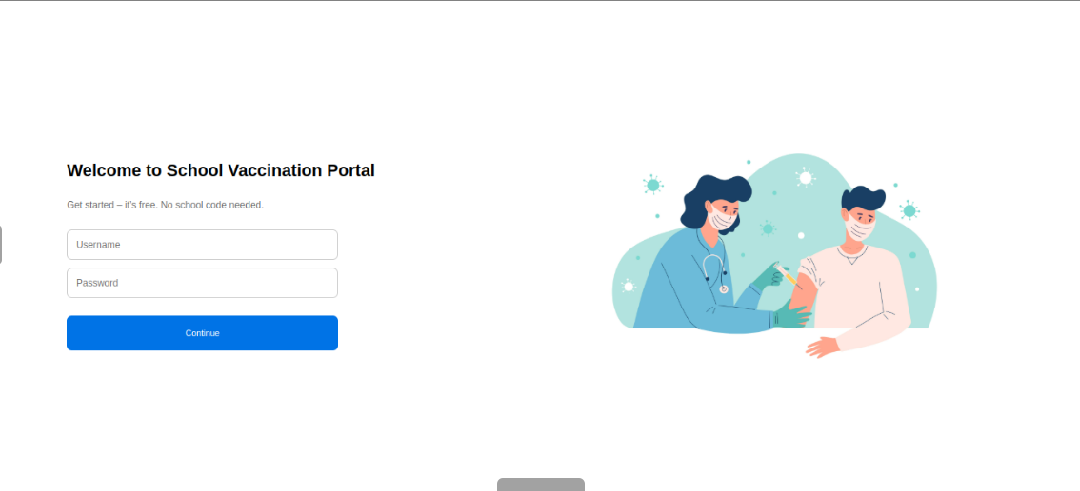 Welcome to School Vaccination Portal
Get started – it's free. No school code needed.
Username
Password
Continue